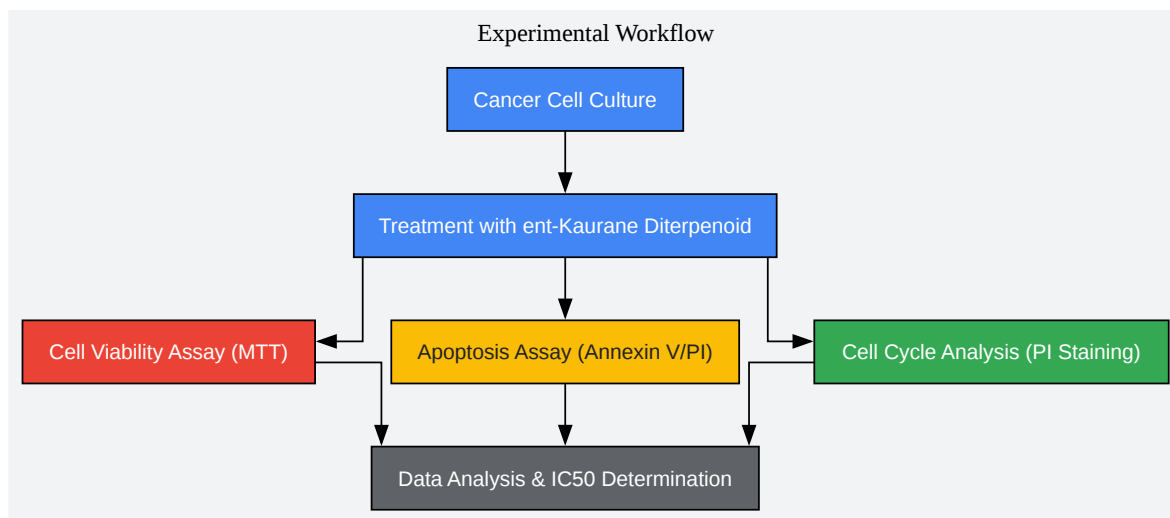 Experimental Workflow
Cancer Cell Culture
Treatment with ent-Kaurane Diterpenoid
Cell Viability Assay (MTT)
Apoptosis Assay (Annexin V/PI)
Cell Cycle Analysis (PI Staining)
Data Analysis & IC50 Determination